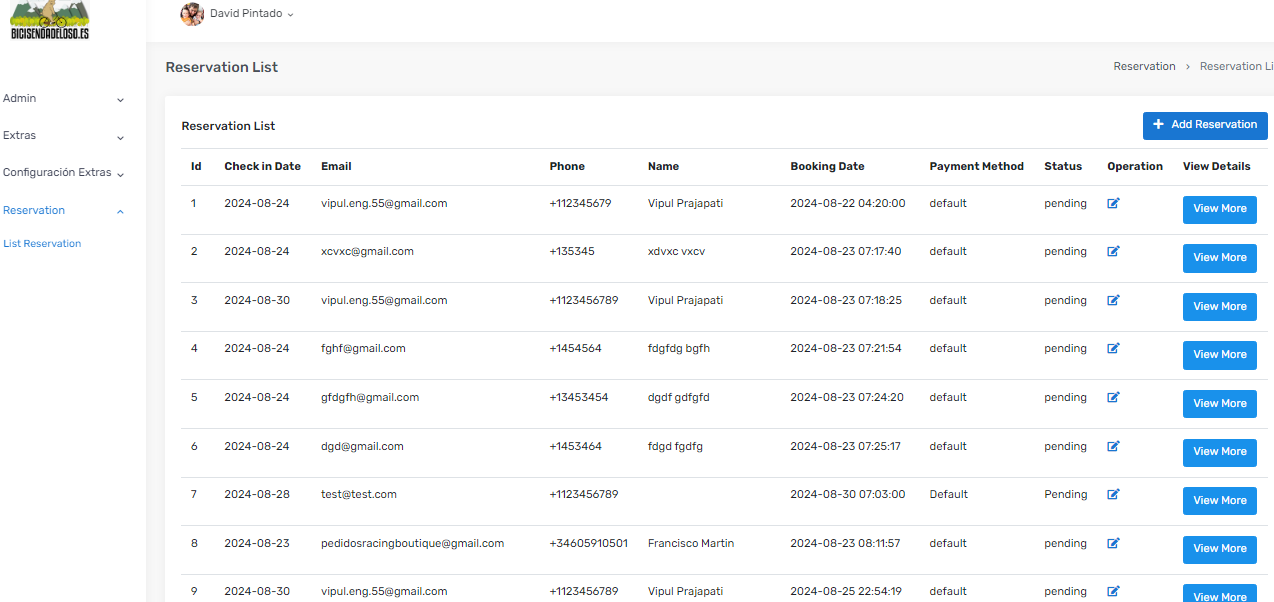 BICISENDADELOSO.ES
David Pintado
Reservation List
Reservation > Reservation Li
Admin
Extras
Configuración Extras
Reservation
List Reservation
Reservation List
+ Add Reservation
Id Check in Date Email Phone Name Booking Date Payment Method Status Operation View Details
1 2024-08-24 vipul.eng.55@gmail.com +112345679 Vipul Prajapati 2024-08-22 04:20:00 default pending View More
2 2024-08-24 xcvxc@gmail.com +135345 xdvxc vxcv 2024-08-23 07:17:40 default pending View More
3 2024-08-30 vipul.eng.55@gmail.com +1123456789 Vipul Prajapati 2024-08-23 07:18:25 default pending View More
4 2024-08-24 fghf@gmail.com +1454564 fdgfdg bgfh 2024-08-23 07:21:54 default pending View More
5 2024-08-24 gfdgfh@gmail.com +13453454 dgdf gdfgfd 2024-08-23 07:24:20 default pending View More
6 2024-08-24 dgd@gmail.com +1453464 fdgd fgdfg 2024-08-23 07:25:17 default pending View More
7 2024-08-28 test@test.com +1123456789 2024-08-30 07:03:00 Default Pending View More
8 2024-08-23 pedidosracingboutique@gmail.com +34605910501 Francisco Martin 2024-08-23 08:11:57 default pending View More
9 2024-08-30 vipul.eng.55@gmail.com +1123456789 Vipul Prajapati 2024-08-25 22:54:19 default pending View More